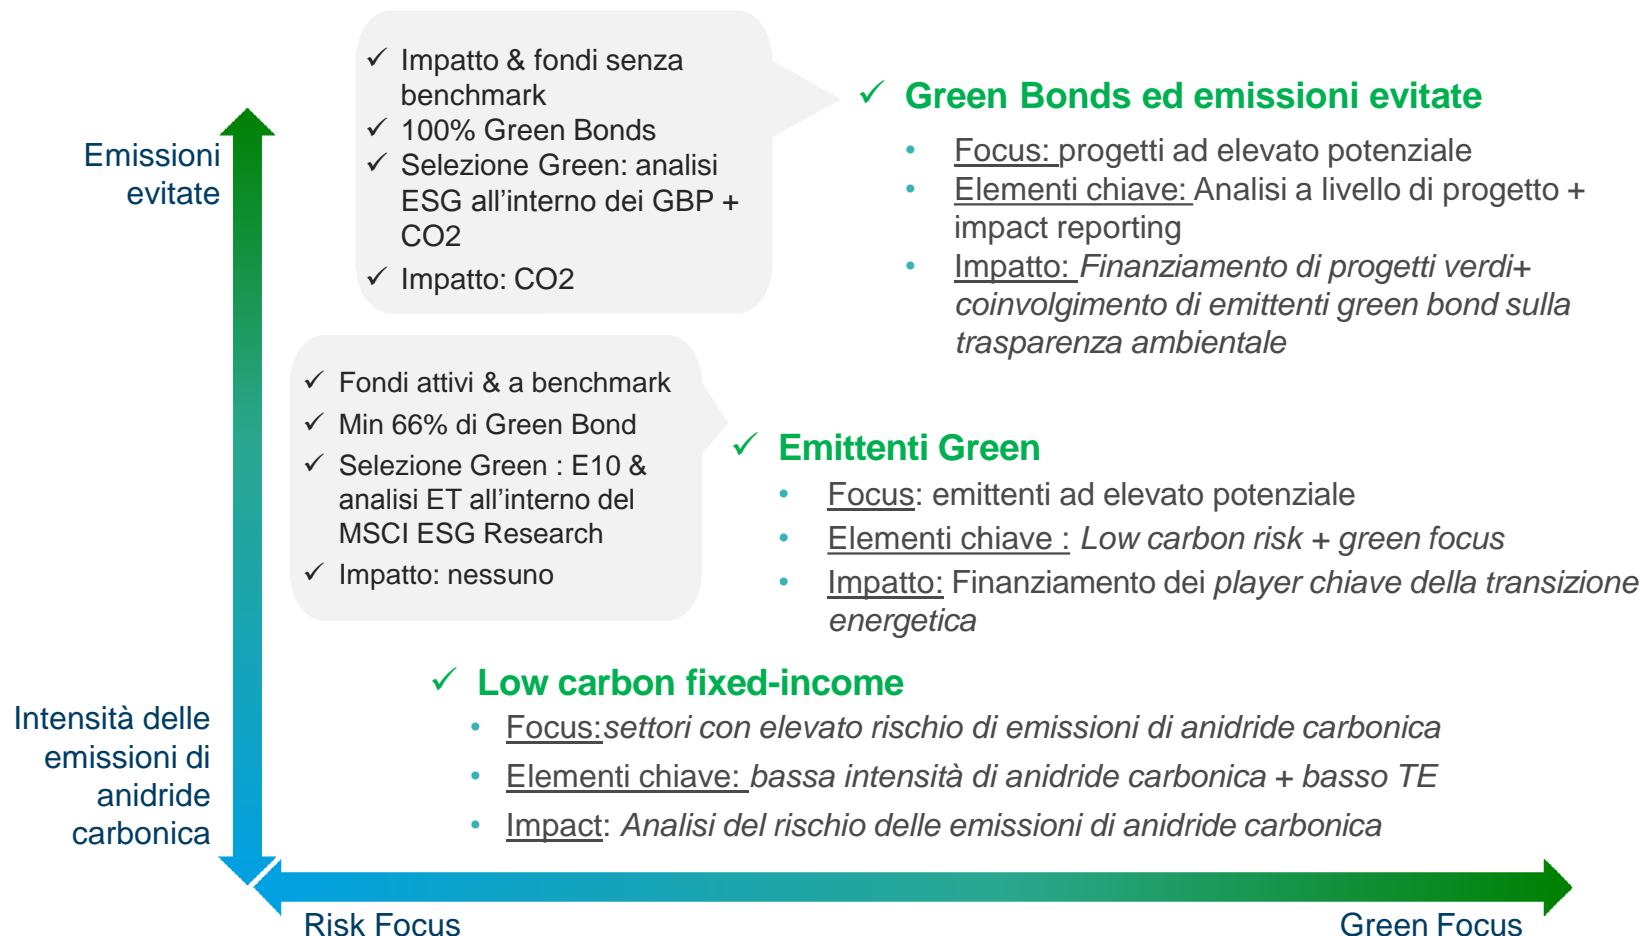 ✓ Impatto & fondi senza
benchmark
✓ 100% Green Bonds
✓ Selezione Green: analisi
ESG all’interno dei GBP +
CO2
✓ Impatto: CO2
✓ Green Bonds ed emissioni evitate
• Focus: progetti ad elevato potenziale
• Elementi chiave: Analisi a livello di progetto +
impact reporting
• Impatto: Finanziamento di progetti verdi+
coinvolgimento di emittenti green bond sulla
trasparenza ambientale
Emissioni
evitate
✓ Fondi attivi & a benchmark
✓ Min 66% di Green Bond
✓ Selezione Green : E10 &
analisi ET all’interno del
MSCI ESG Research
✓ Impatto: nessuno
✓ Emittenti Green
• Focus: emittenti ad elevato potenziale
• Elementi chiave : Low carbon risk + green focus
• Impatto: Finanziamento dei player chiave della transizione
energetica
✓ Low carbon fixed-income
• Focus:settori con elevato rischio di emissioni di anidride carbonica
• Elementi chiave: bassa intensità di anidride carbonica + basso TE
• Impact: Analisi del rischio delle emissioni di anidride carbonica
Intensità delle
emissioni di
anidride
carbonica
Risk Focus
Green Focus